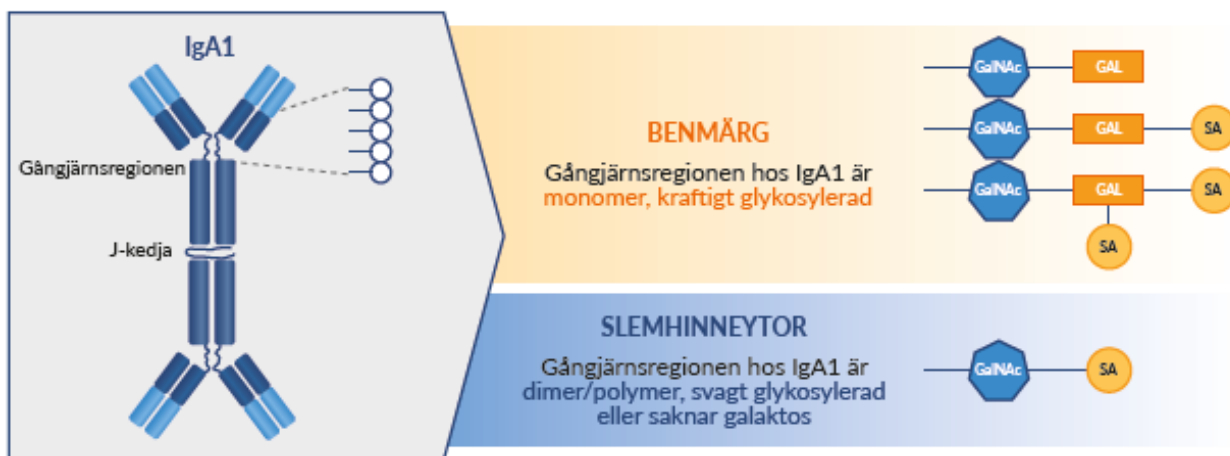 IgA1
Gångjärnsregionen
J-kedja
BENMÄRG
Gångjärnsregionen hos IgA1 är
monomer, kraftigt glykosylerad
GalNAc GAL
GalNAc GAL SA
GalNAc GAL SA
SA
SLEMHINNEYTOR
Gångjärnsregionen hos IgA1 är
dimer/polymer, svagt glykosylerad
eller saknar galaktos
GalNAc SA